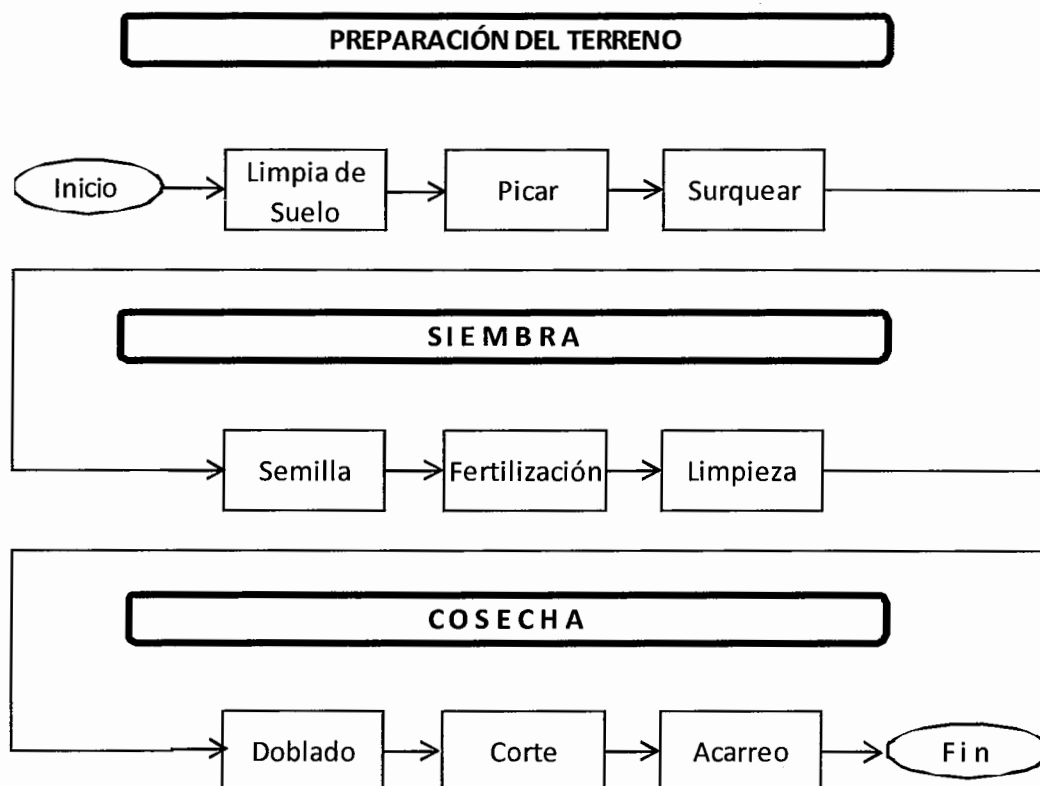 PREPARACIÓN DEL TERRENO
Inicio
Limpia de
Suelo
Picar
Surquear
SIEMBRA
Semilla
Fertilización
Limpieza
COSECHA
Doblado
Corte
Acarreo
Fin